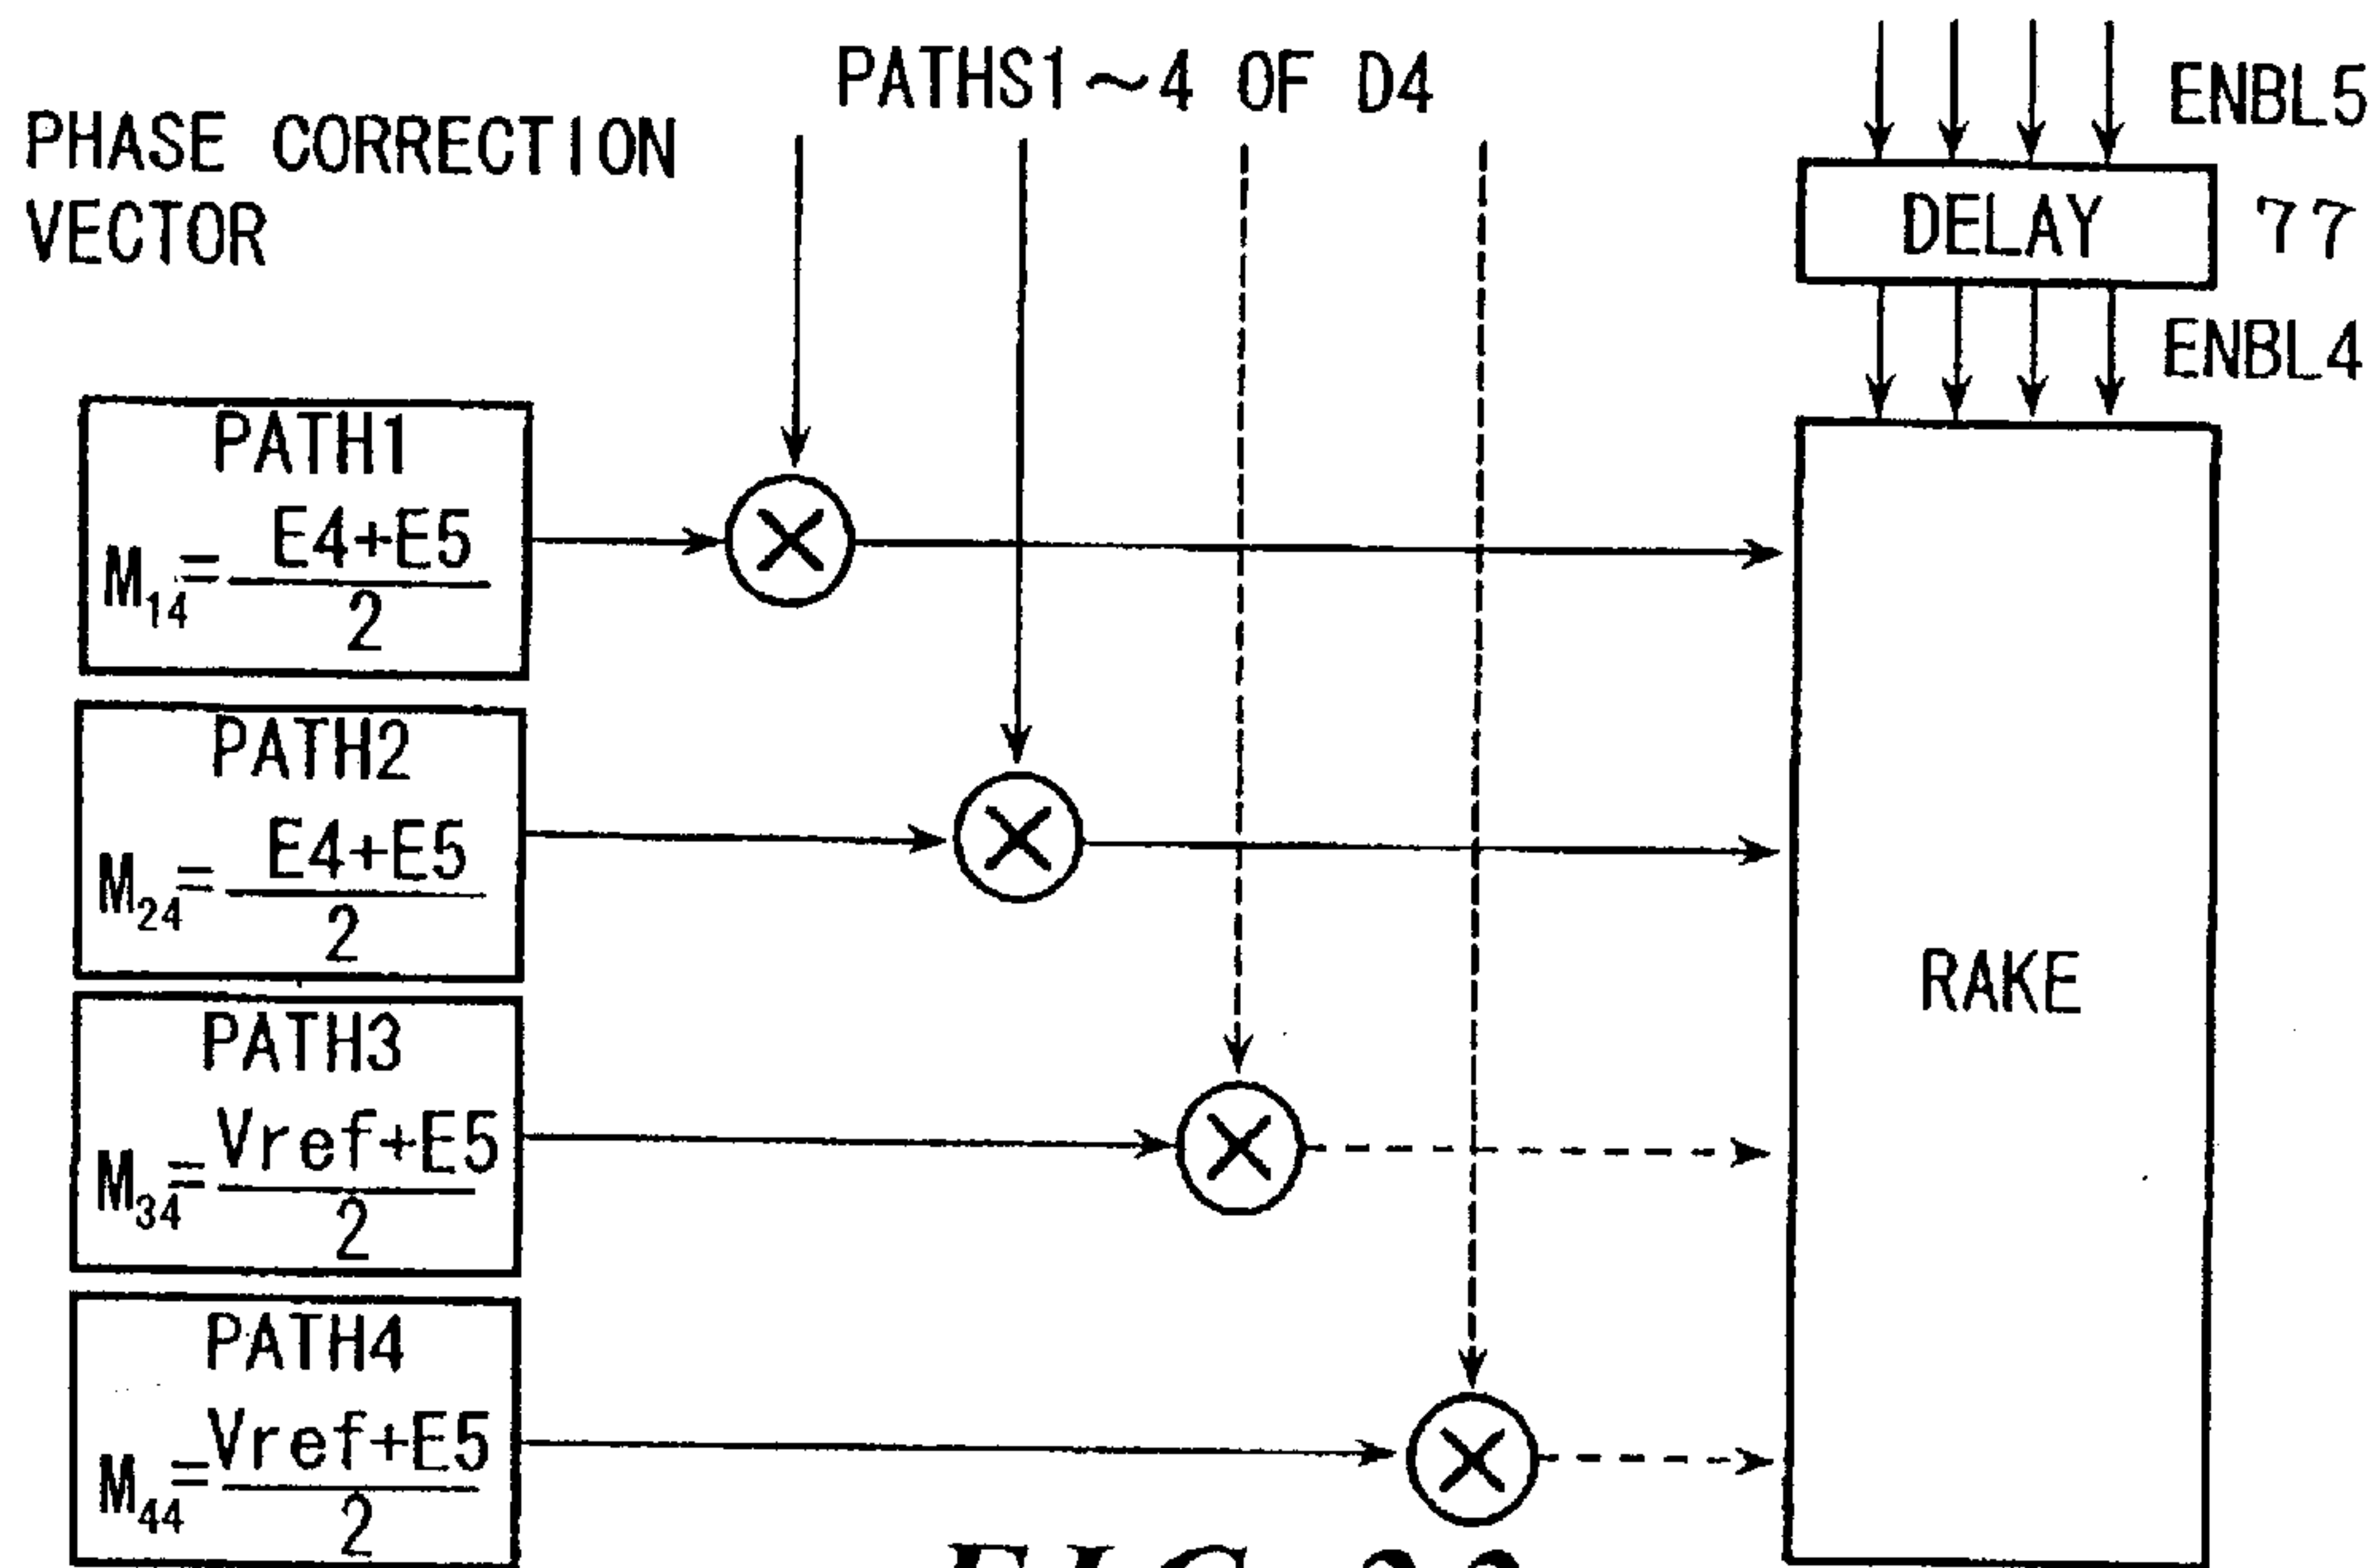 PHASE CORRECTION
VECTOR
PATHS1~4 OF D4
ENBL5
DELAY 77
ENBL4
PATH1
M14=E4+E5/2
PATH2
M24=E4+E5/2
PATH3
M34=Vref+E5/2
PATH4
M44=Vref+E5/2
RAKE